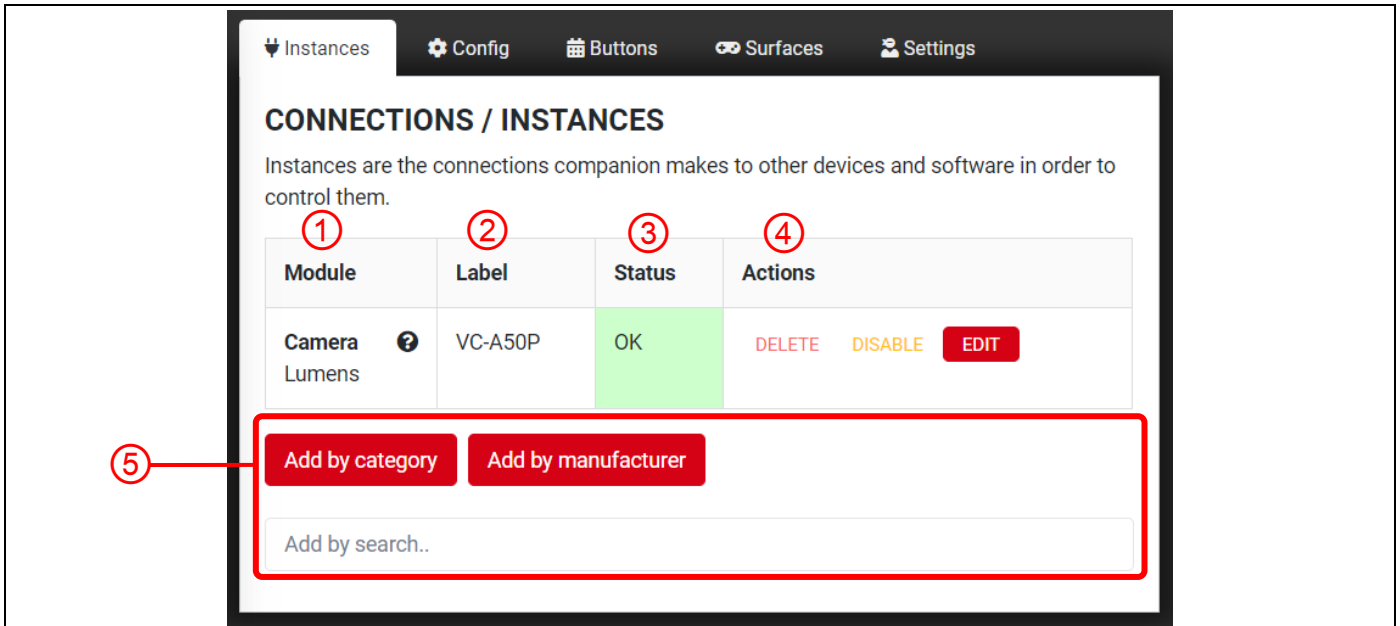 Instances Config Buttons Surfaces Settings
CONNECTIONS / INSTANCES
Instances are the connections companion makes to other devices and software in order to
control them.
① ② ③ ④
Module Label Status Actions
Camera VC-A50P OK DELETE DISABLE EDIT
Lumens
⑤ Add by category Add by manufacturer
Add by search..